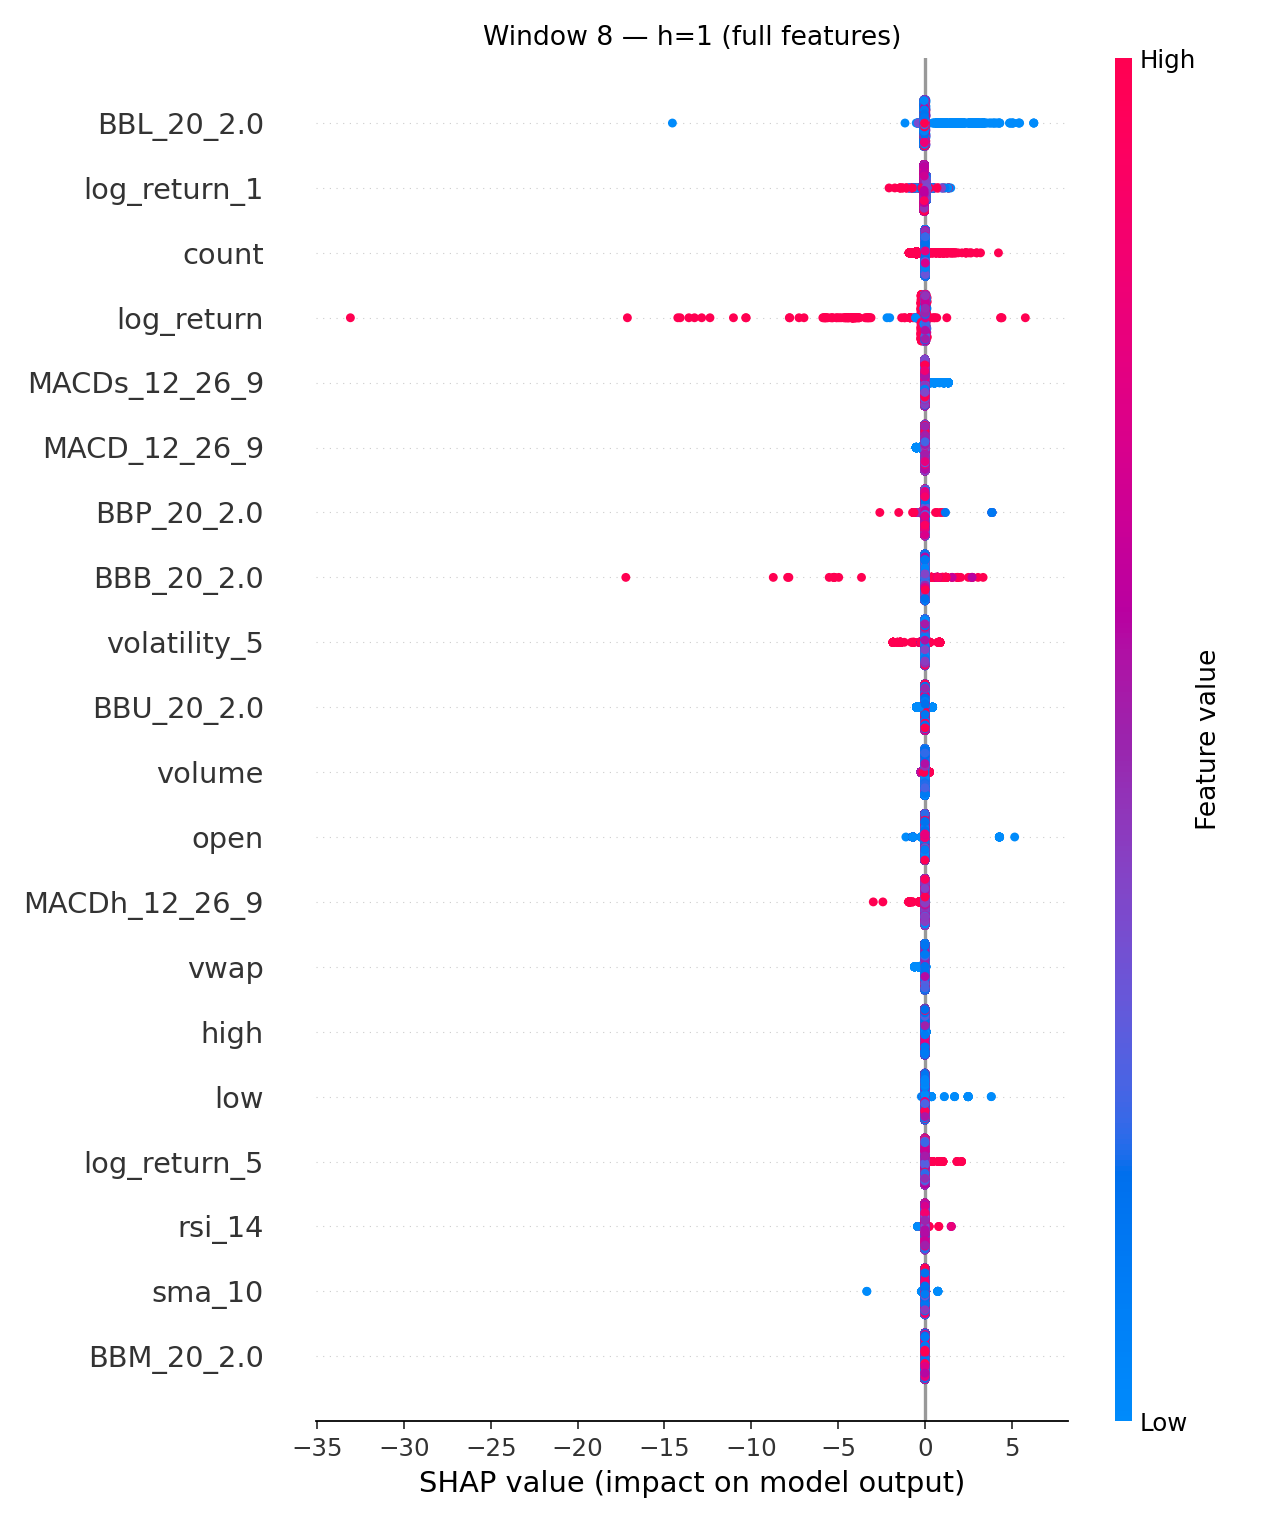 Window 8 — h=1 (full features)
High
BBL_20_2.0
log_return_1
count
log_return
MACDs_12_26_9
MACD_12_26_9
BBP_20_2.0
BBB_20_2.0
volatility_5
BBU_20_2.0
volume
open
MACDh_12_26_9
vwap
high
low
log_return_5
rsi_14
sma_10
BBM_20_2.0
Feature value
Low
−35 −30 −25 −20 −15 −10 −5 0 5
SHAP value (impact on model output)